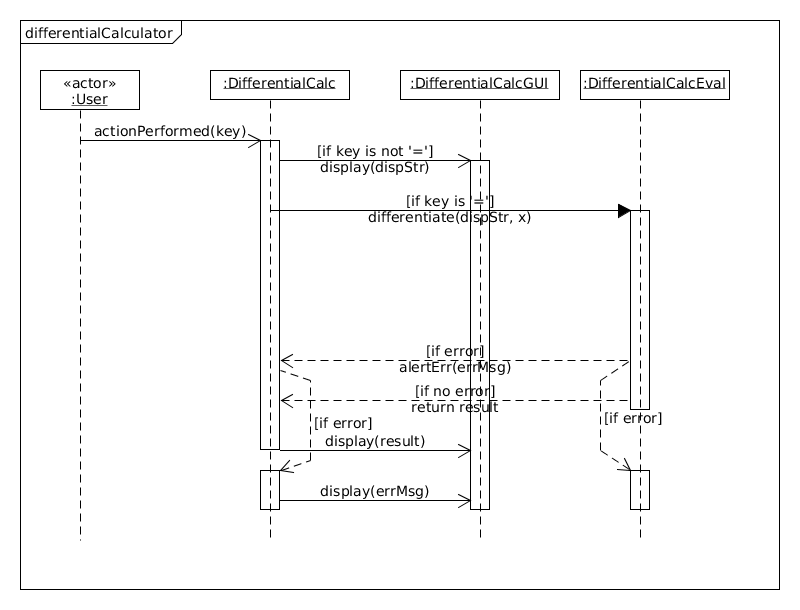 differentialCalculator
«actor»
:User
:DifferentialCalc
:DifferentialCalcGUI
:DifferentialCalcEval
actionPerformed(key)
[if key is not '=']
display(dispStr)
[if key is '=']
differentiate(dispStr, x)
[if error]
alertErr(errMsg)
[if no error]
return result
[if error]
[if error]
display(result)
display(errMsg)